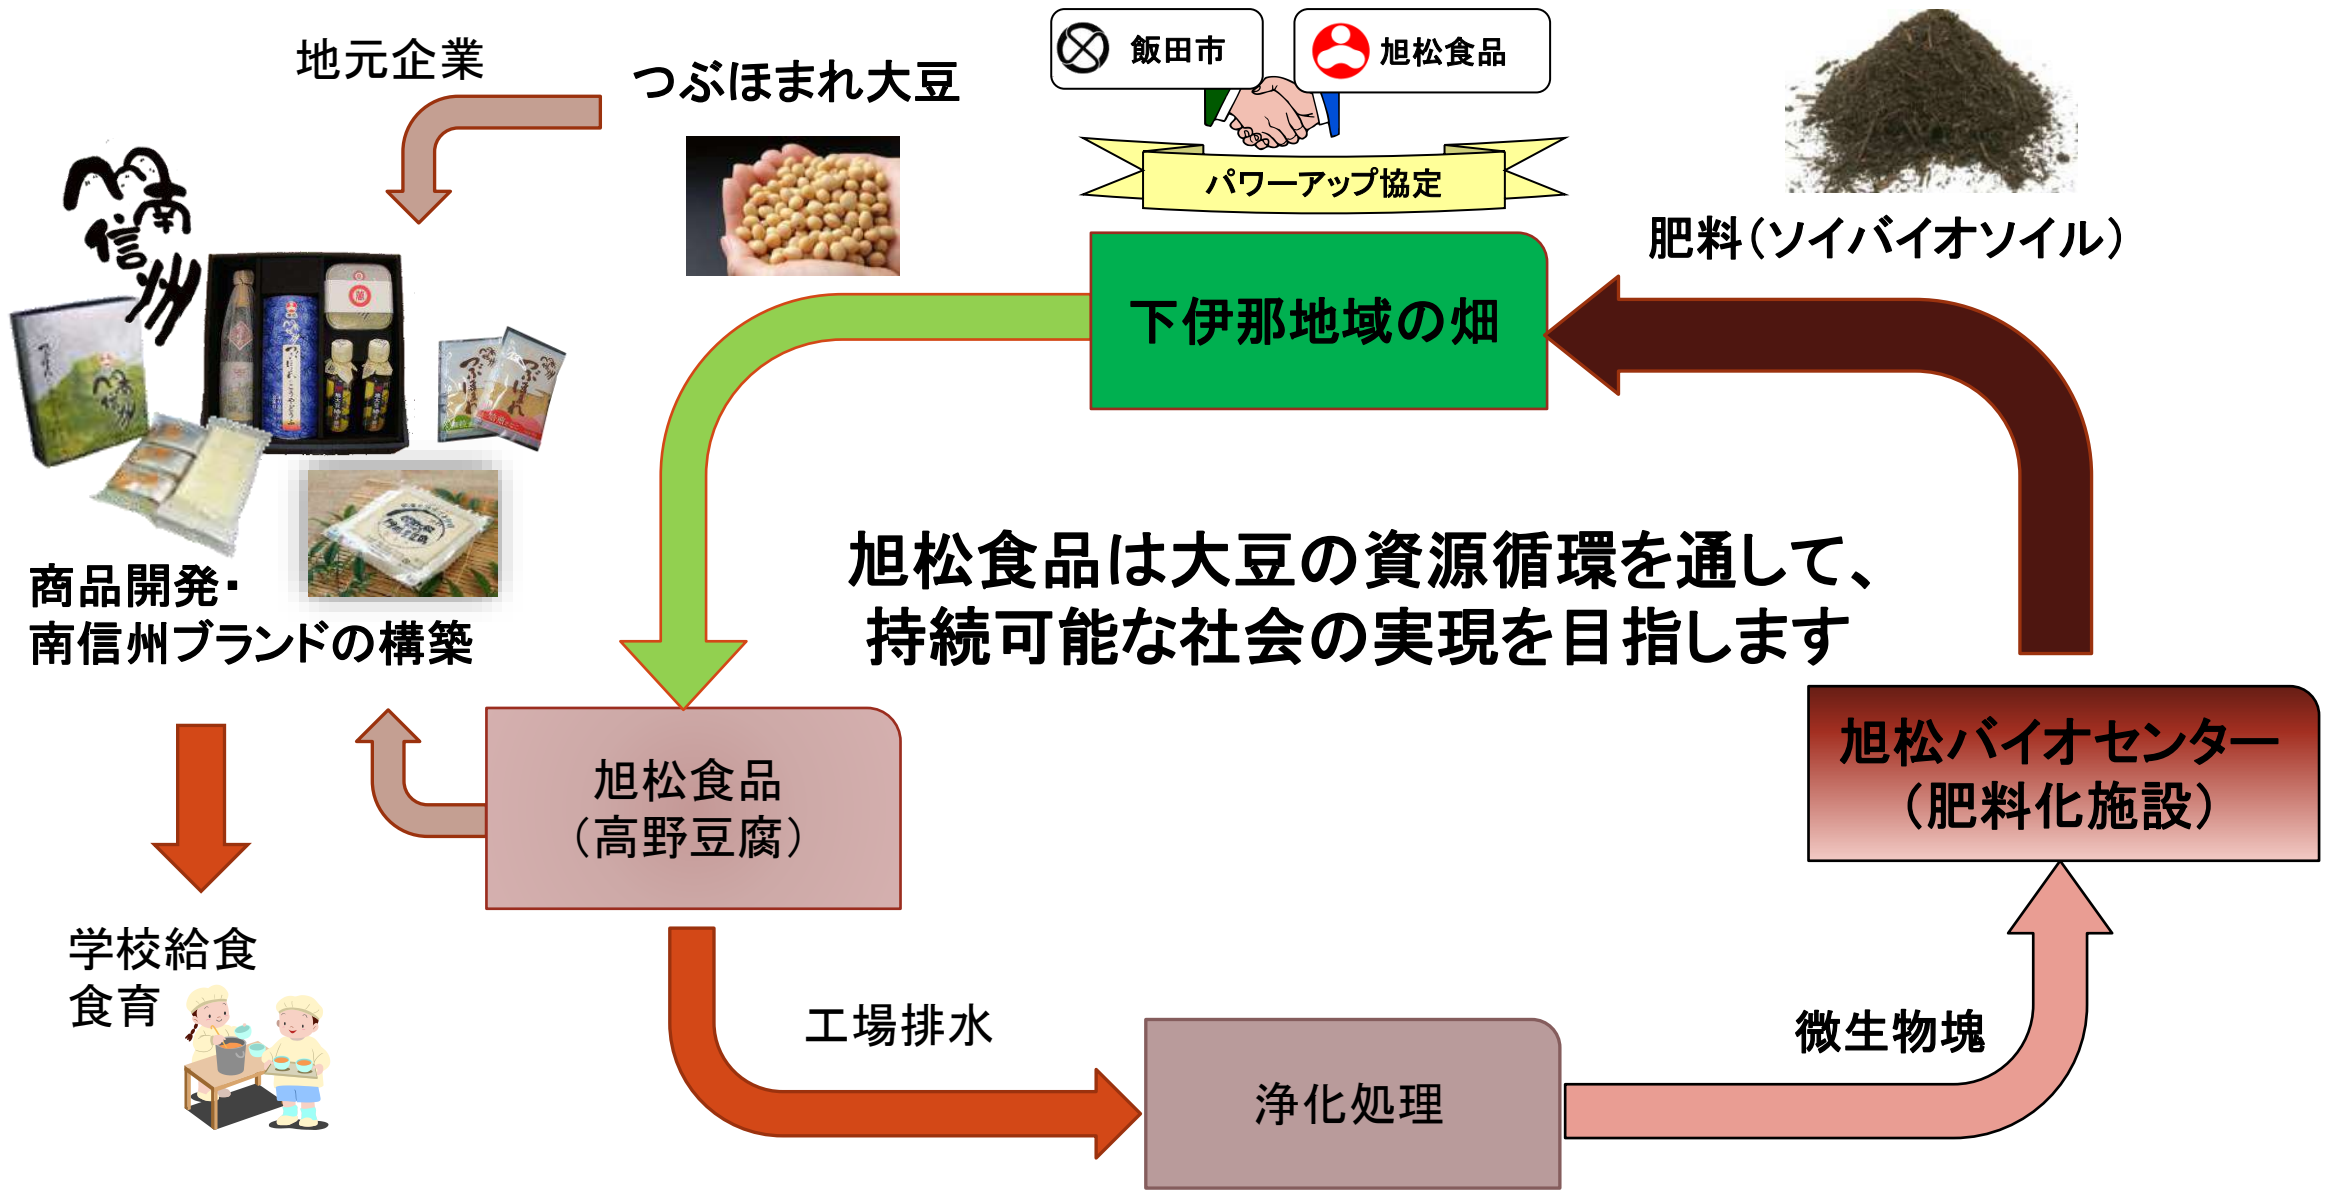 地元企業
つぶほまれ大豆
飯田市
旭松食品
パワーアップ協定
肥料（ソイバイオソイル）
下伊那地域の畑
南信州
つぶほまれ
旭松食品は大豆の資源循環を通して、
持続可能な社会の実現を目指します
商品開発・
南信州ブランドの構築
旭松食品
（高野豆腐）
旭松バイオセンター
（肥料化施設）
学校給食
食育
工場排水
浄化処理
微生物塊